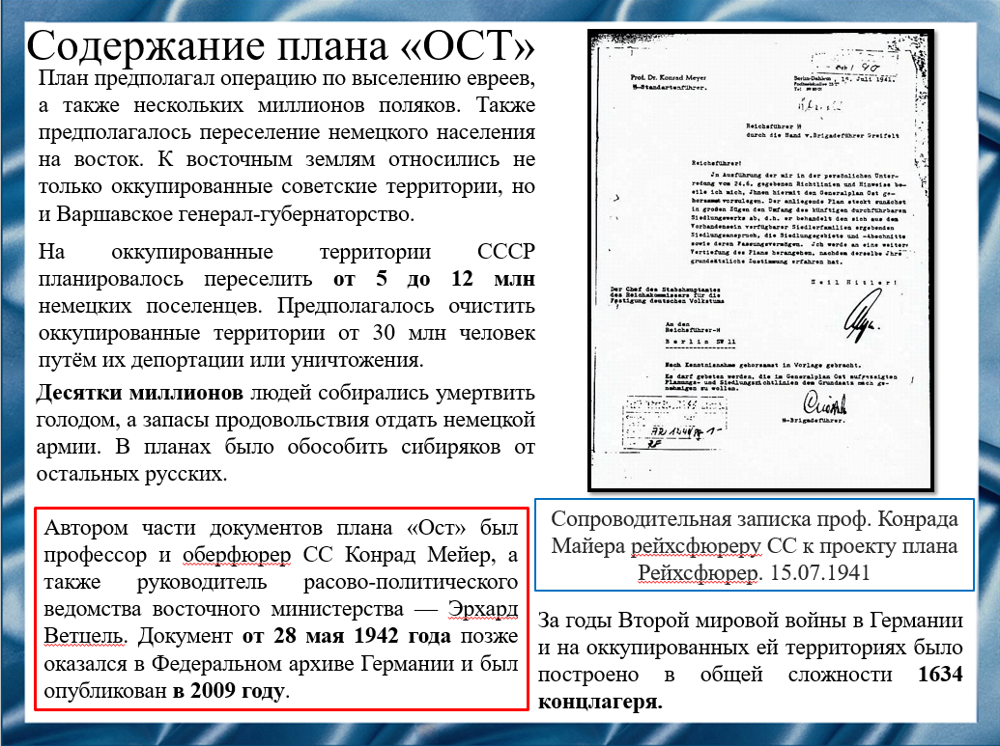 Содержание плана «ОСТ»
План предполагал операцию по выселению евреев,
а также нескольких миллионов поляков. Также
предполагалось переселение немецкого населения
на восток. К восточным землям относились не
только оккупированные советские территории, но
и Варшавское генерал-губернаторство.
На оккупированные территории СССР
планировалось переселить от 5 до 12 млн
немецких поселенцев. Предполагалось очистить
оккупированные территории от 30 млн человек
путём их депортации или уничтожения.
Десятки миллионов людей собирались умертвить
голодом, а запасы продовольствия отдать немецкой
армии. В планах было обособить сибиряков от
остальных русских.
Автором части документов плана «Ост» был
профессор и оберфюрер СС Конрад Мейер, а
также руководитель расово-политического
ведомства восточного министерства — Эрхард
Ветцель. Документ от 28 мая 1942 года позже
оказался в Федеральном архиве Германии и был
опубликован в 2009 году.
Prof. Dr. Konrad Meyer
Berlin-Dahlem
Juli 1941.
-Standartenführer.
Reichsführer
durch die Hand v.Brigadeführer Greifelt
Reichsführer!
In Ausführung der mir in der persönlichen Unter-
redung vom 24.6. gegebenen Richtlinien und Hinweise be-
eile ich mich, Ihnen hiermit den Generalplan Ost ge-
horsamst vorzulegen. Der anliegende Plan steckt zunächst
in großen Zügen den Umfang des künftigen durchführbaren
Siedlungswerks ab, d.h. er behandelt den sich aus dem
Vorhandensein verfügbarer Siedlerfamilien ergebenden
Siedlungsanspruch, die Siedlungsgebiete und -Abschnitte
sowie deren Fassungsvermögen. Ich werde an eine weitere
Vertiefung des Plans herangehen, nachdem derselbe Ihre
grundsätzliche Zustimmung erfahren hat.
Heil Hitler!
Der Chef des Stabshauptamtes
des Reichskommissars für die
Festigung deutschen Volkstums
An den
Reichsführer-
Berlin SW 11
Nach Kenntnisnahme gehorsamst in Vorlage gebracht.
Es darf gebeten werden, die im Generalplan Ost aufgezeigten
Planungs- und Siedlungsrichtlinien dem Grundsatz nach ge-
nehmigen zu wollen.
-Brigadeführer.
Сопроводительная записка проф. Конрада
Майера рейхсфюреру СС к проекту плана
Рейхсфюрер. 15.07.1941
За годы Второй мировой войны в Германии
и на оккупированных ей территориях было
построено в общей сложности 1634
концлагеря.